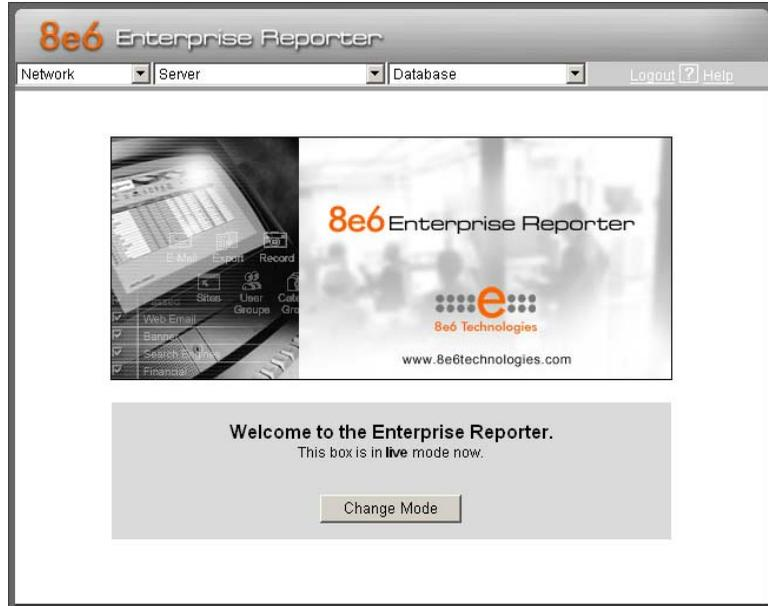 8e6 Enterprise Reporter
Network Server Database Logout ? Help
8e6 Enterprise Reporter
E-Mail Export Record
Sites User Groups
Web Email
Banner
Search Engines
Financial
8e6 Technologies
www.8e6technologies.com
Welcome to the Enterprise Reporter.
This box is in live mode now.
Change Mode